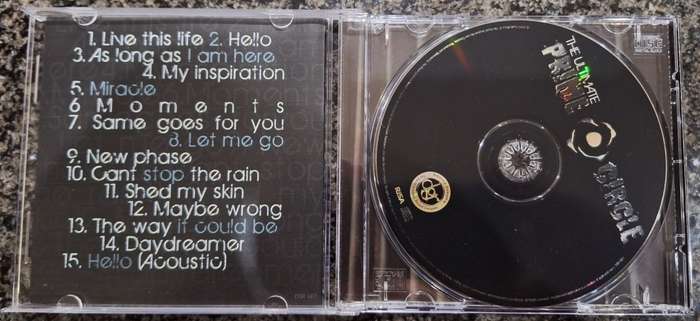 1. Live this life 2. Hello
3. As long as I am here
4. My inspiration
5. Miracle
6 Moments
7. Same goes for you
8. Let me go
9. New phase
10. Cant stop the rain
11. Shed my skin
12. Maybe wrong
13. The way it could be
14. Daydreamer
15. Hello (Acoustic)
THE ULTIMATE
PRIME
CIRCLE
RiSA